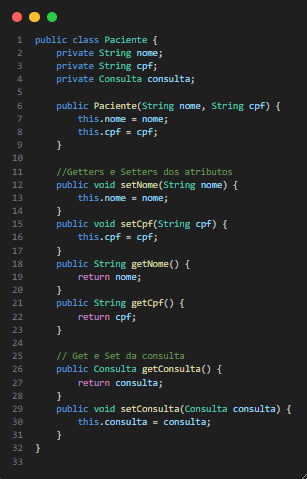 1 public class Paciente {
2     private String nome;
3     private String cpf;
4     private Consulta consulta;
5
6     public Paciente(String nome, String cpf) {
7         this.nome = nome;
8         this.cpf = cpf;
9     }
10
11     //Getters e Setters dos atributos
12     public void setNome(String nome) {
13         this.nome = nome;
14     }
15     public void setCpf(String cpf) {
16         this.cpf = cpf;
17     }
18     public String getNome() {
19         return nome;
20     }
21     public String getCpf() {
22         return cpf;
23     }
24
25     // Get e Set da consulta
26     public Consulta getConsulta() {
27         return consulta;
28     }
29     public void setConsulta(Consulta consulta) {
30         this.consulta = consulta;
31     }
32 }
33